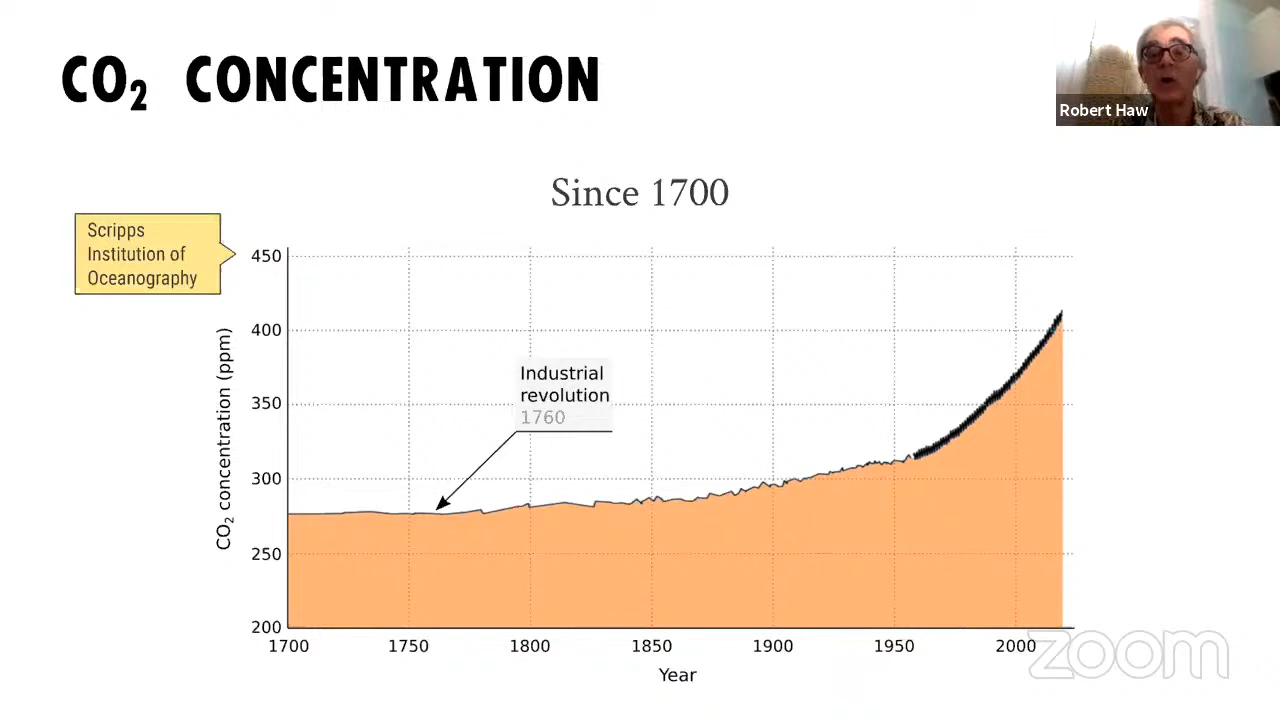 CO₂ CONCENTRATION
Robert Haw
Since 1700
Scripps
Institution of
Oceanography
450
400
350
300
250
200
CO₂ concentration (ppm)
Industrial
revolution
1760
1700 1750 1800 1850 1900 1950 2000
Year
zoom